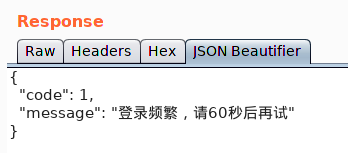 Response
Raw Headers Hex JSON Beautifier
{
"code": 1,
"message": "登录频繁，请60秒后再试"
}